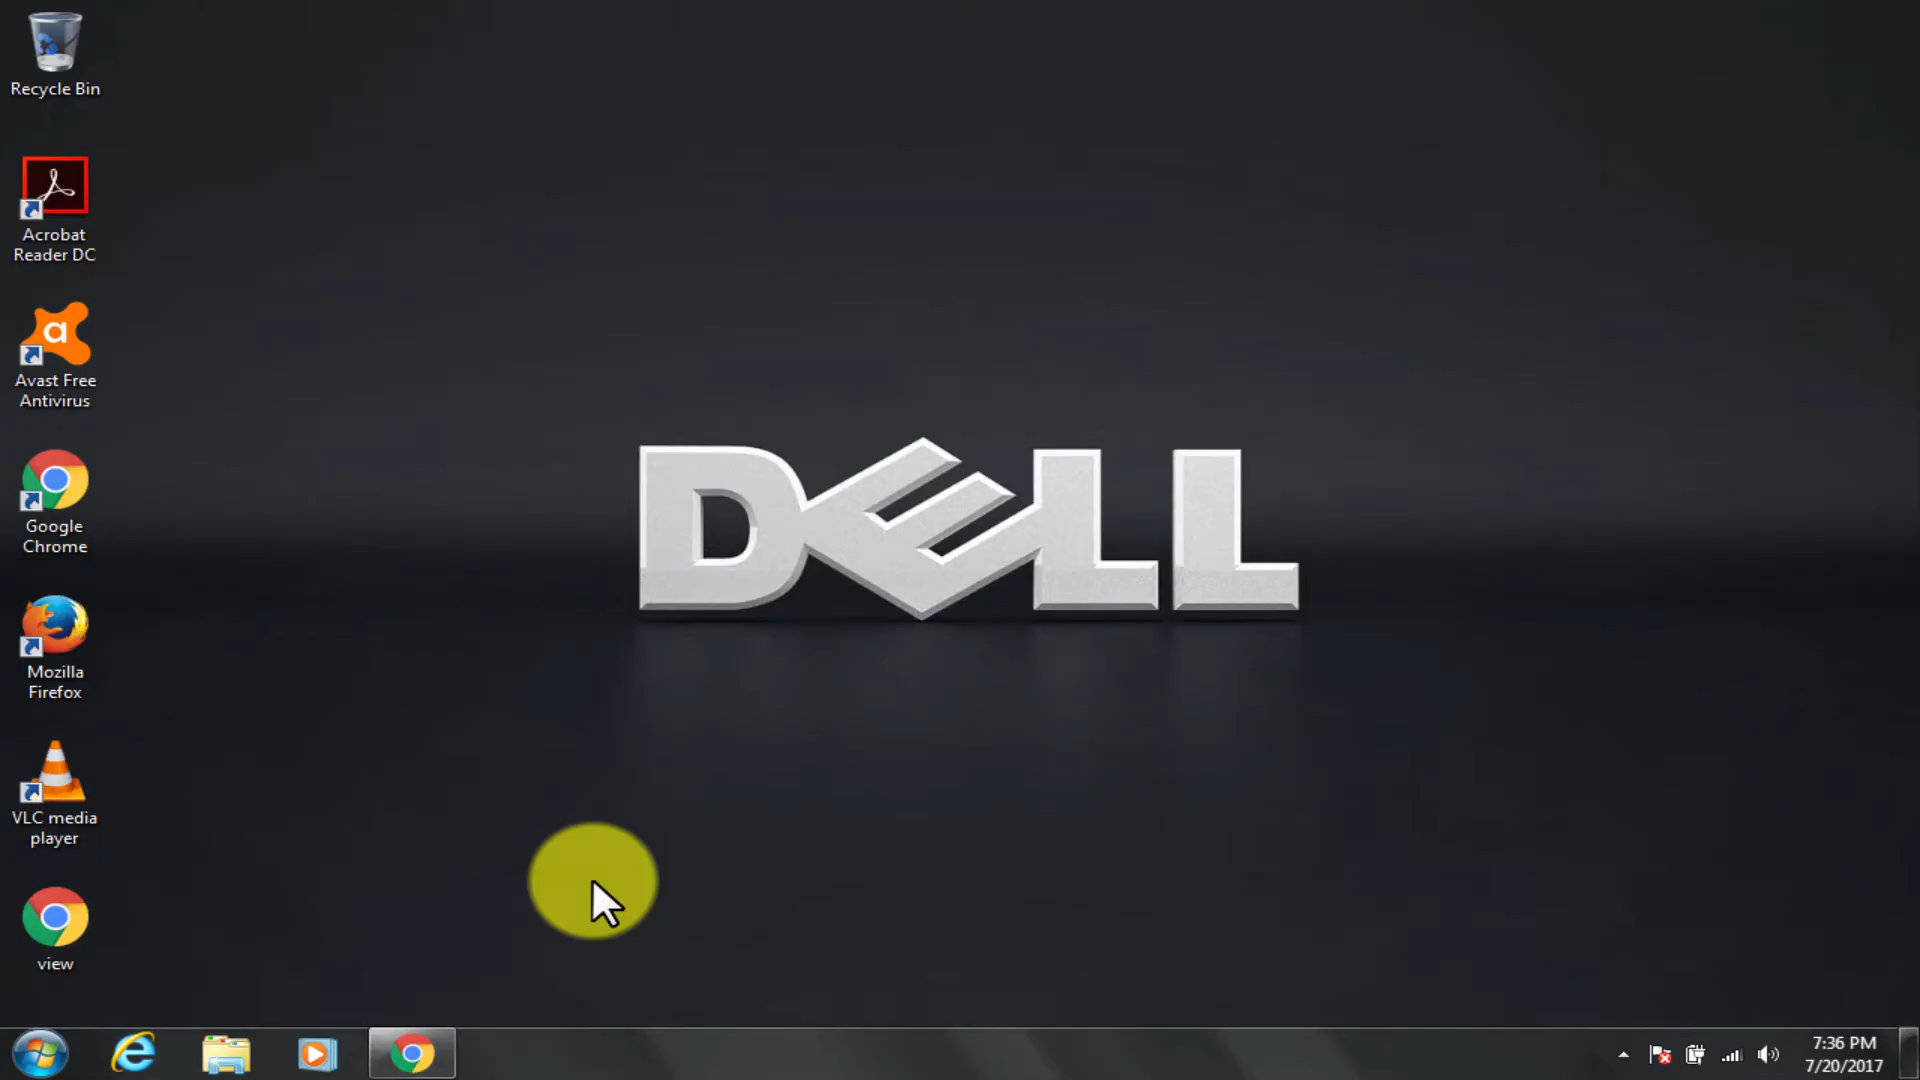 Recycle Bin
Acrobat
Reader DC
a
Avast Free
Antivirus
Google
Chrome
Mozilla
Firefox
VLC media
player
view
DELL
7:36 PM
7/20/2017